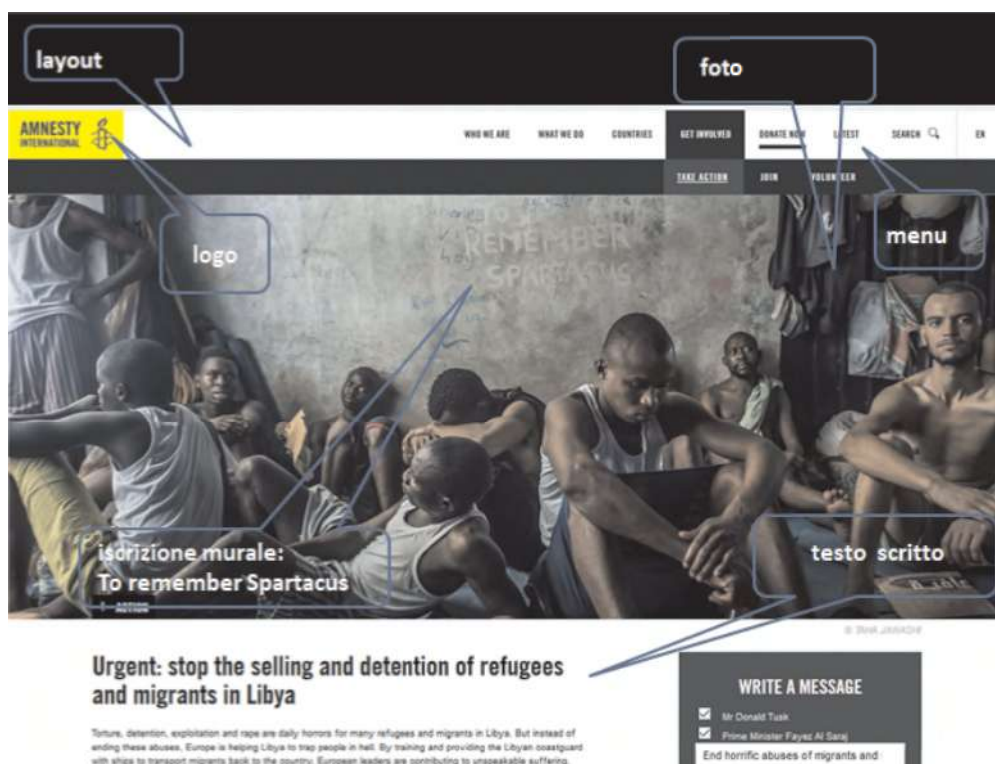 layout
foto
AMNESTY
INTERNATIONAL
WHO WE ARE WHAT WE DO COUNTRIES GET INVOLVED DONATE NOW LATEST SEARCH EN
TAKE ACTION JOIN VOLUNTEER
menu
logo
REMEMBER
SPARTACUS
iscrizione murale:
To remember Spartacus
testo scritto
Urgent: stop the selling and detention of refugees
and migrants in Libya
WRITE A MESSAGE
Mr Donald Tusk
Prime Minister Fayez Al Saraj
End horrific abuses of migrants and
Torture, detention, exploitation and rape are daily horrors for many refugees and migrants in Libya. But instead of
ending these abuses, Europe is helping Libya to trap people in hell. By training and providing the Libyan coastguard
with ships to transport migrants back to the country, European leaders are contributing to unspeakable suffering.